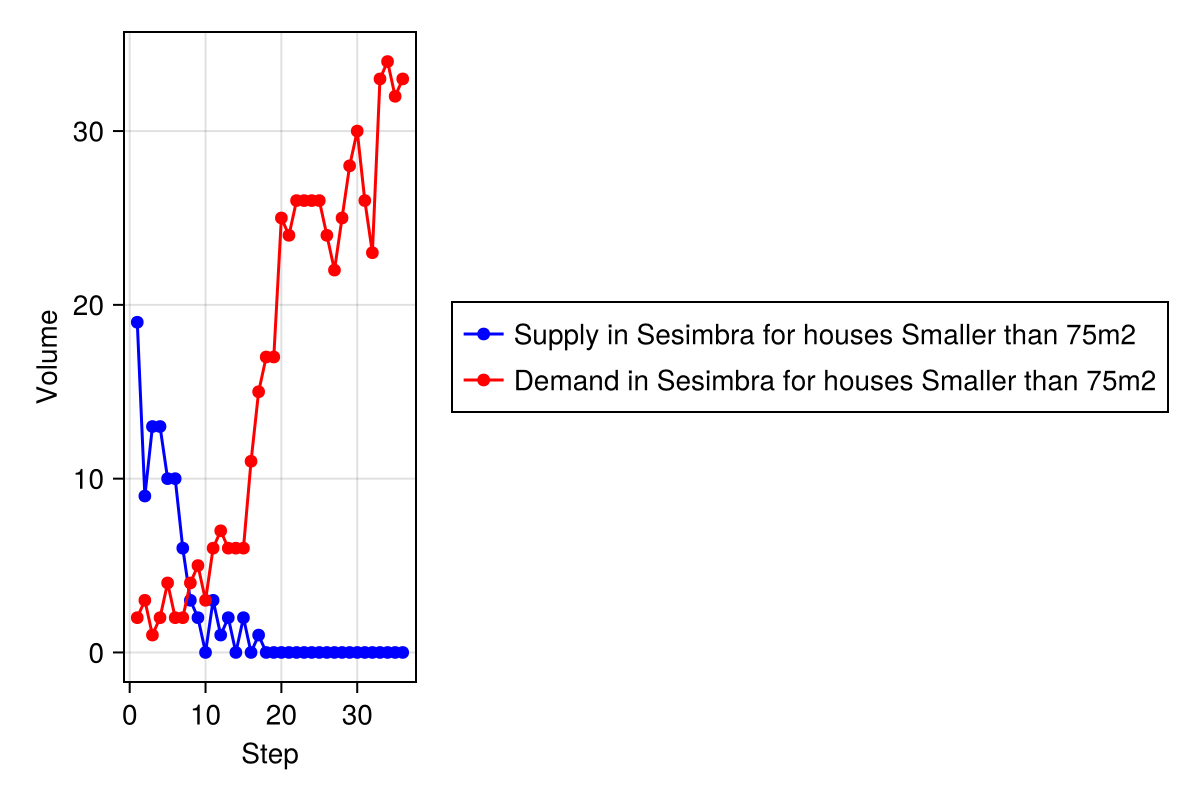 30
20
10
0
Volume
0 10 20 30
Step
Supply in Sesimbra for houses Smaller than 75m2
Demand in Sesimbra for houses Smaller than 75m2